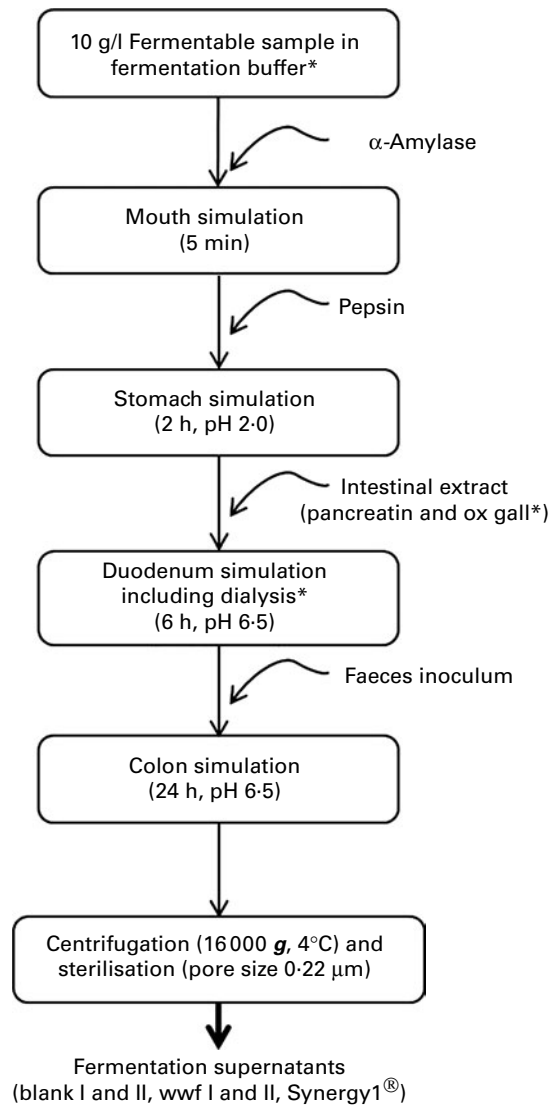 10 g/l Fermentable sample in
fermentation buffer*
α-Amylase
Mouth simulation
(5 min)
Pepsin
Stomach simulation
(2 h, pH 2·0)
Intestinal extract
(pancreatin and ox gall*)
Duodenum simulation
including dialysis*
(6 h, pH 6·5)
Faeces inoculum
Colon simulation
(24 h, pH 6·5)
Centrifugation (16 000 g, 4°C) and
sterilisation (pore size 0·22 μm)
Fermentation supernatants
(blank I and II, wwf I and II, Synergy1®)